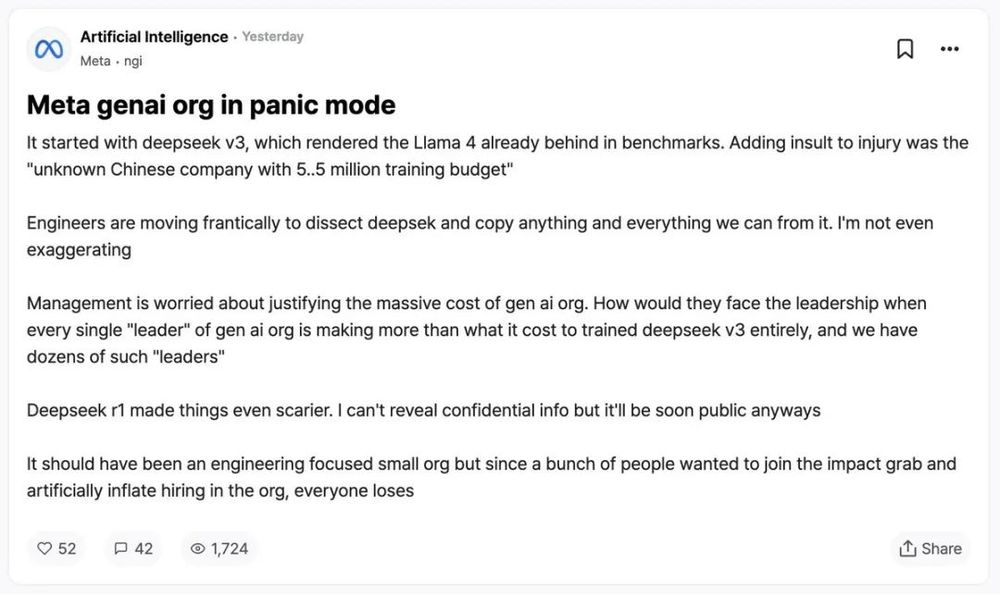 Artificial Intelligence · Yesterday
Meta · ngi
Meta genai org in panic mode
It started with deepseek v3, which rendered the Llama 4 already behind in benchmarks. Adding insult to injury was the
"unknown Chinese company with 5..5 million training budget"
Engineers are moving frantically to dissect deepsek and copy anything and everything we can from it. I'm not even
exaggerating
Management is worried about justifying the massive cost of gen ai org. How would they face the leadership when
every single "leader" of gen ai org is making more than what it cost to trained deepseek v3 entirely, and we have
dozens of such "leaders"
Deepseek r1 made things even scarier. I can't reveal confidential info but it'll be soon public anyways
It should have been an engineering focused small org but since a bunch of people wanted to join the impact grab and
artificially inflate hiring in the org, everyone loses
52 42 1,724 Share